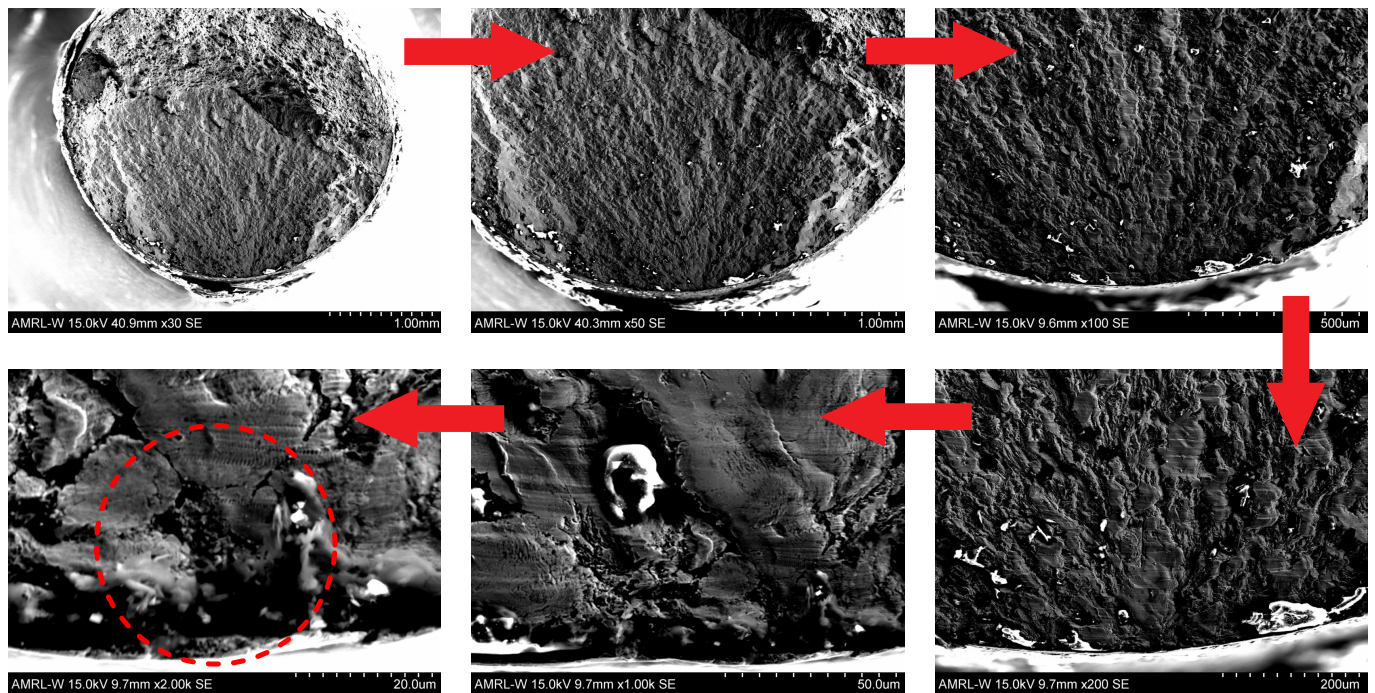 AMRL-W 15.0kV 40.9mm x30 SE 1.00mm
AMRL-W 15.0kV 40.3mm x50 SE 1.00mm
AMRL-W 15.0kV 9.6mm x100 SE 500um
AMRL-W 15.0kV 9.7mm x2.00k SE 20.0um
AMRL-W 15.0kV 9.7mm x1.00k SE 50.0um
AMRL-W 15.0kV 9.7mm x200 SE 200um